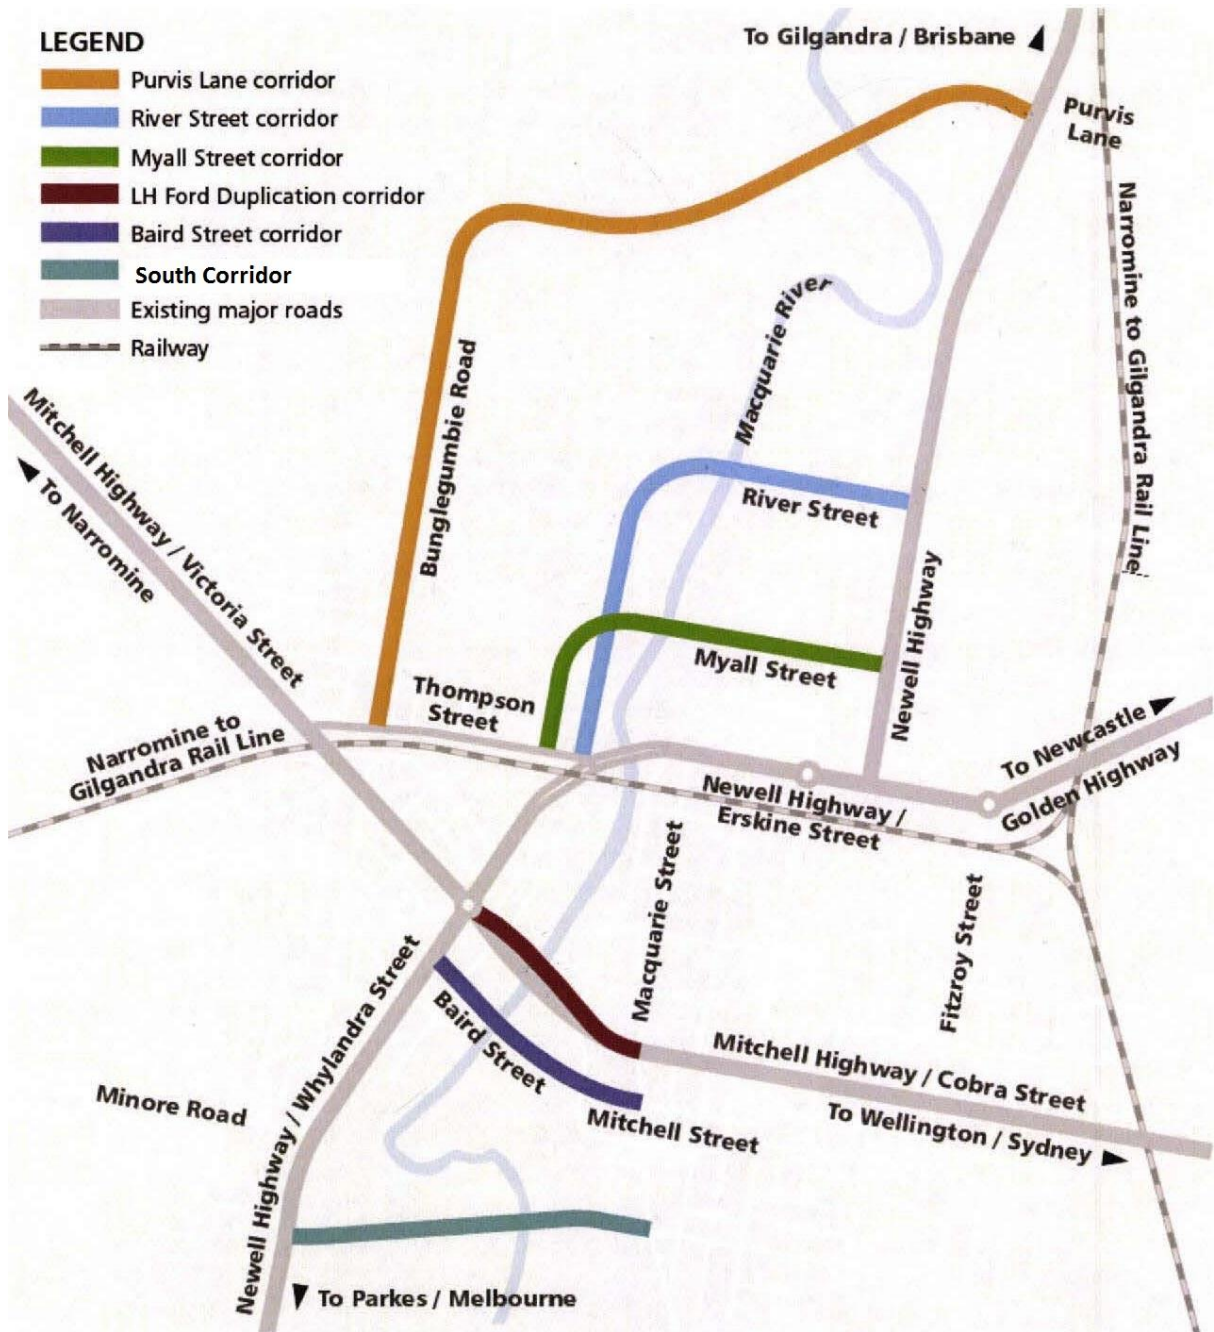 LEGEND
Purvis Lane corridor
River Street corridor
Myall Street corridor
LH Ford Duplication corridor
Baird Street corridor
South Corridor
Existing major roads
Railway
To Gilgandra / Brisbane
Purvis
Lane
Narromine to Gilgandra Rail Line
Macquarie River
Bunglegumbie Road
Mitchell Highway / Victoria Street
To Narromine
River Street
Newell Highway
Myall Street
Thompson
Street
Narromine to
Gilgandra Rail Line
To Newcastle
Golden Highway
Newell Highway /
Erskine Street
Macquarie Street
Fitzroy Street
Newell Highway / Whylandra Street
Baird Street
Mitchell Highway / Cobra Street
To Wellington / Sydney
Mitchell Street
Minore Road
To Parkes / Melbourne